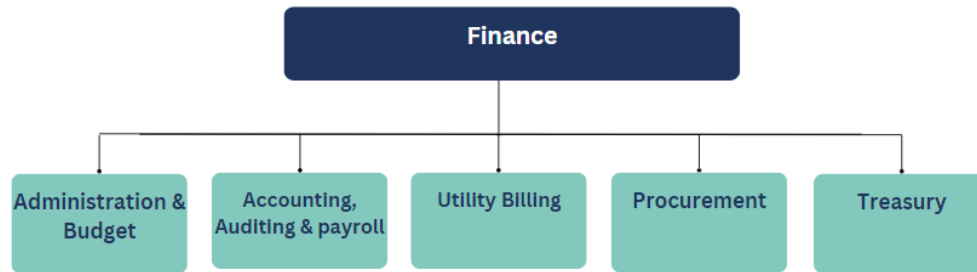 Finance
Administration &
Budget
Accounting,
Auditing & payroll
Utility Billing
Procurement
Treasury